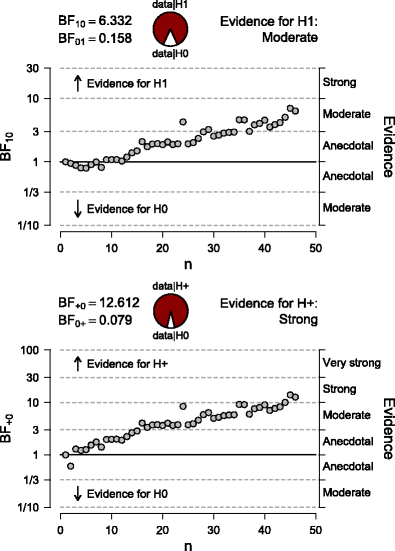 data|H1
BF10 = 6.332
BF01 = 0.158
data|H0
Evidence for H1:
Moderate
30
10
3
1
1/3
1/10
BF10
Evidence for H1
Evidence for H0
Strong
Moderate
Anecdotal
Anecdotal
Moderate
Evidence
0
10
20
30
40
50
n
data|H+
BF+0 = 12.612
BF0+ = 0.079
data|H0
Evidence for H+:
Strong
100
30
10
3
1
1/3
1/10
BF+0
Evidence for H+
Evidence for H0
Very strong
Strong
Moderate
Anecdotal
Anecdotal
Moderate
Evidence
0
10
20
30
40
50
n